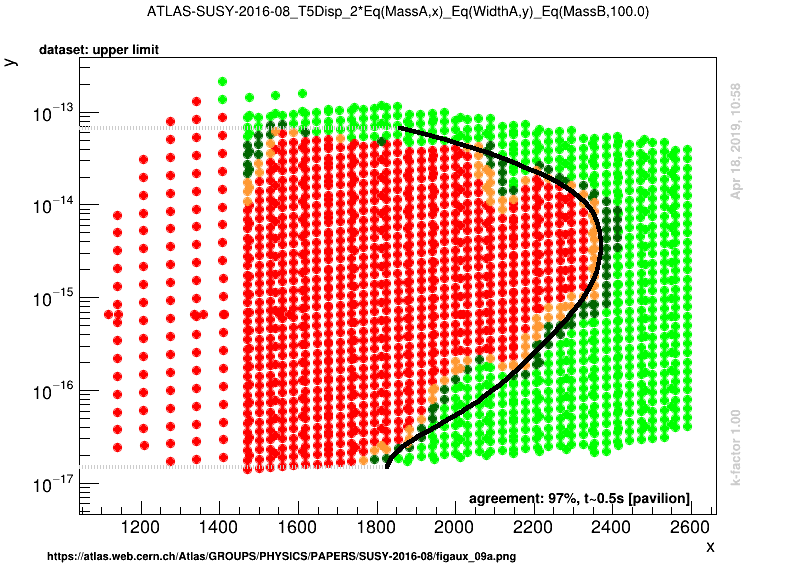 ATLAS-SUSY-2016-08_T5Disp_2*Eq(MassA,x)_Eq(WidthA,y)_Eq(MassB,100.0)
dataset: upper limit
y
10⁻¹³
10⁻¹⁴
10⁻¹⁵
10⁻¹⁶
10⁻¹⁷
Apr 18, 2019, 10:58
k-factor 1.00
agreement: 97%, t~0.5s [pavilion]
1200 1400 1600 1800 2000 2200 2400 2600
x
https://atlas.web.cern.ch/Atlas/GROUPS/PHYSICS/PAPERS/SUSY-2016-08/figaux_09a.png